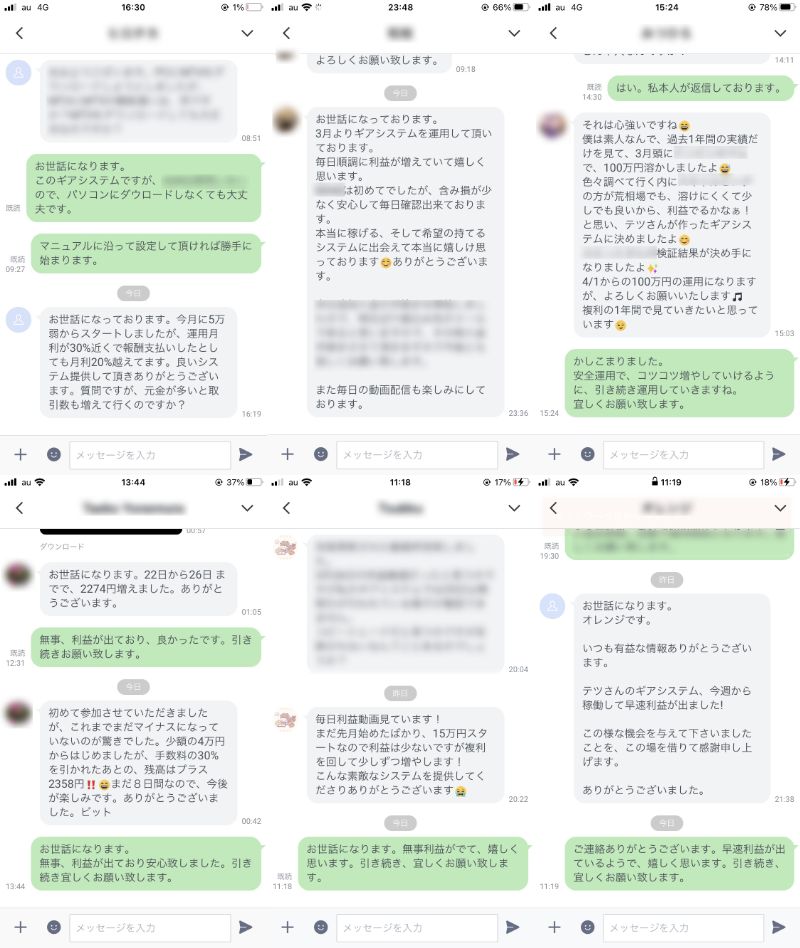 au 4G
16:30
1%
08:51
お世話になります。
このギアシステムですが、
ので、パソコンにダウロードしなくても大丈
夫です。
既読
マニュアルに沿って設定して頂ければ勝手に
始まります。
09:27
今日
お世話になっております。今月に5万
弱からスタートしましたが、運用月
利が30%近くで報酬支払いしたとし
ても月利20%越えてます。良いシス
テム提供して頂きありがとうござい
ます。質問ですが、元金が多いと取
引数も増えて行くのですか?
16:19
メッセージを入力
au
23:48
66%
よろしくお願い致します。
09:18
今日
お世話になっております。
3月よりギアシステムを運用して頂い
ております。
毎日順調に利益が増えていて嬉しく
思います。
は初めてでしたが、含み損が少
なく安心して毎日確認出来ておりま
す。
本当に稼げる、そして希望の持てる
システムに出会えて本当に嬉しけ思
っております😊ありがとうございま
す。
また毎日の動画配信も楽しみにして
おります。
23:36
メッセージを入力
au 4G
15:24
78%
14:11
はい。私本人が返信しております。
既読
14:30
それは心強いですね😄
僕は素人なんで、過去1年間の実績だ
けを見て、3月頭に
で、100万円溶かしましたよ😅
色々調べて行く内に
の方が荒相場でも、溶けにくくて少
しでも良いから、利益でるかなぁ!
と思い、テツさんが作ったギアシス
テムに決めましたよ😊
検証結果が決め手に
なりましたよ✨
4/1からの100万円の運用になります
が、よろしくお願いいたします🎵
複利の1年間で見ていきたいと思って
います😉
15:03
かしこまりました。
安全運用で、コツコツ増やしていけるよう
に、引き続き運用していきますね。
宜しくお願い致します。
15:24
メッセージを入力
au
13:44
37%
00:57
ダウンロード
お世話になります。22日から26日 ま
でで、2274円増えました。ありがと
うございます。
01:05
無事、利益が出ており、良かったです。引き
続きお願い致します。
既読
12:31
今日
初めて参加させていただきました
が、これまでまだマイナスになって
いないのが驚きでした。少額の4万円
からはじめましたが、手数料の30%
を引かれたあとの、残高はプラス
2358円‼️😄まだ８日間なので、今後
が楽しみです。ありがとうございま
した。ビット
00:42
お世話になります。
無事、利益が出ており安心致しました。引き
続き宜しくお願い致します。
13:44
メッセージを入力
au
11:18
17%
20:04
昨日
毎日利益動画見ています!
まだ先月始めたばかり、15万円スタ
ートなので利益は少ないですが複利
を回して少しずつ増やします!
こんな素敵なシステムを提供してく
ださりありがとうございます😭
20:22
今日
お世話になります。無事利益がでて、嬉しく
思います。引き続き、宜しくお願い致しま
す。
既読
11:18
メッセージを入力
au
11:19
18%
オレンジ
既読
19:30
昨日
お世話になります。
オレンジです。
いつも有益な情報ありがとうござい
ます。
テツさんのギアシステム、今週から
稼働して早速利益が出ました!
この様な機会を与えて下さいました
ことを、この場を借りて感謝申し上
げます。
ありがとうございました。
21:38
今日
ご連絡ありがとうございます。早速利益が出
ているようで、嬉しく思います。引き続き、
宜しくお願い致します。
11:19
メッセージを入力